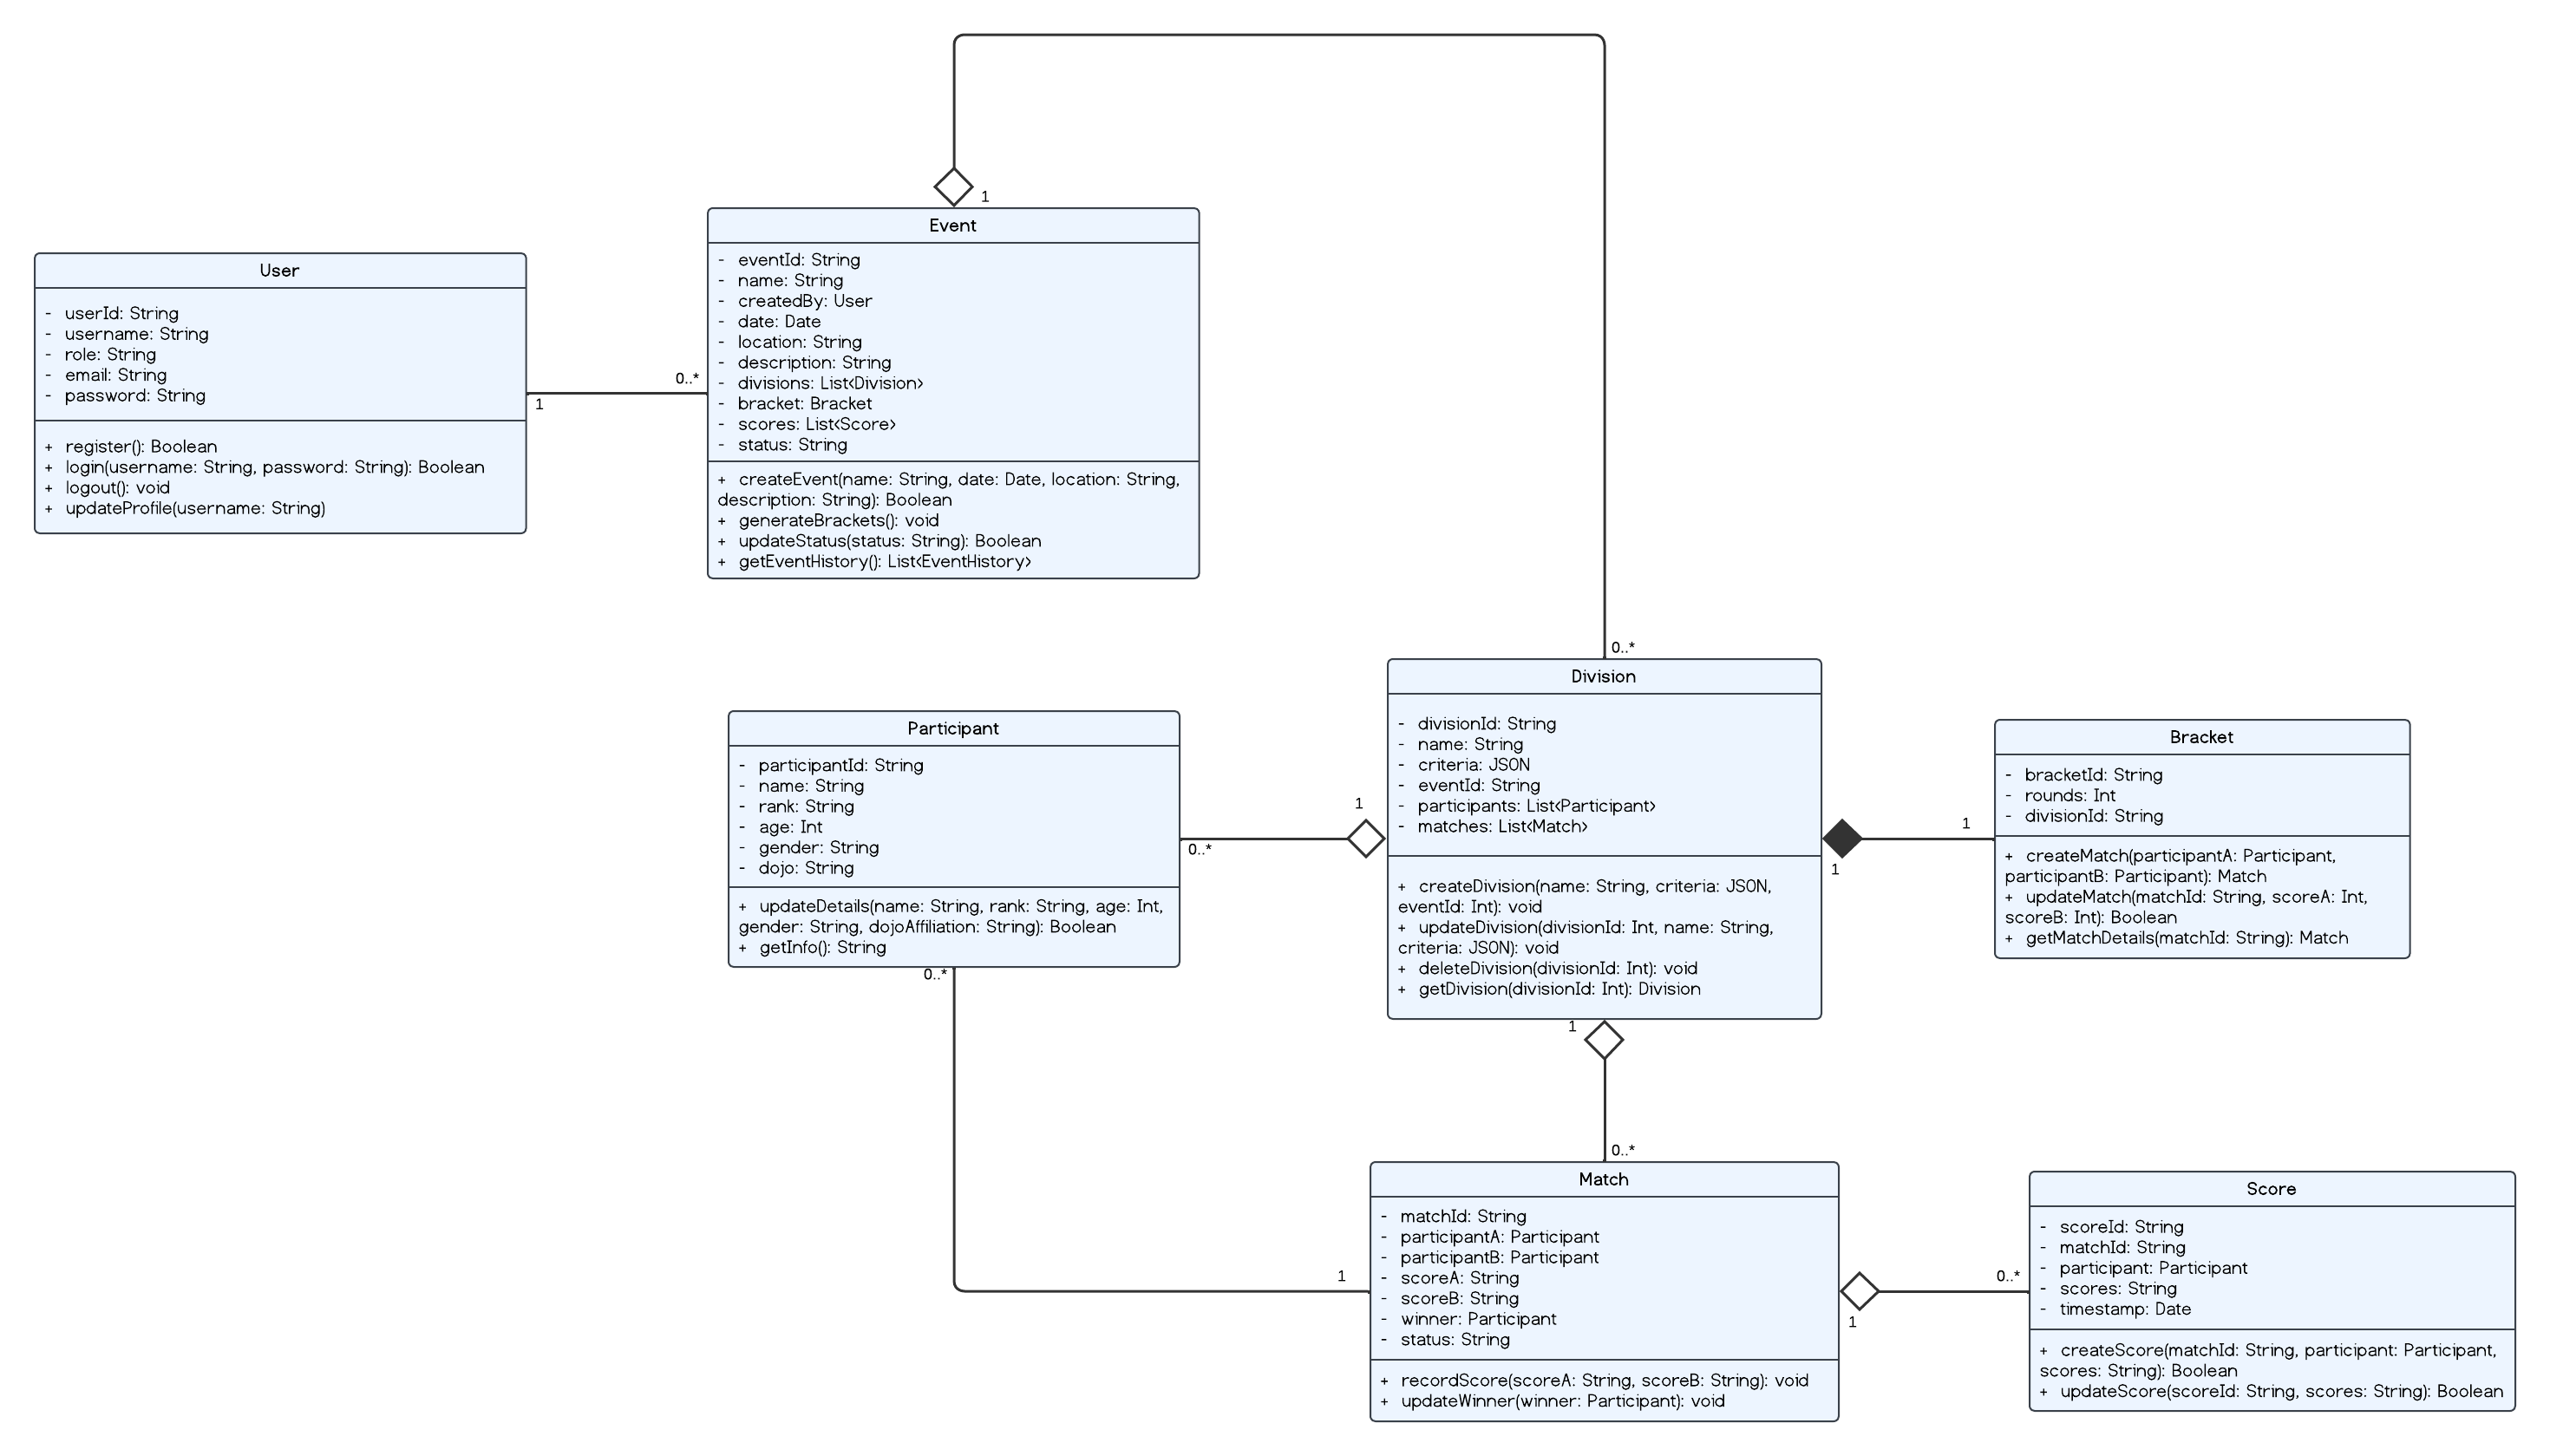 1
Event
- eventId: String
- name: String
- createdBy: User
- date: Date
- location: String
- description: String
- divisions: List<Division>
- bracket: Bracket
- scores: List<Score>
- status: String
+ createEvent(name: String, date: Date, location: String,
description: String): Boolean
+ generateBrackets(): void
+ updateStatus(status: String): Boolean
+ getEventHistory(): List<EventHistory>
User
- userId: String
- username: String
- role: String
- email: String
- password: String
+ register(): Boolean
+ login(username: String, password: String): Boolean
+ logout(): void
+ updateProfile(username: String)
0..*
1
0..*
Division
- divisionId: String
- name: String
- criteria: JSON
- eventId: String
- participants: List<Participant>
- matches: List<Match>
+ createDivision(name: String, criteria: JSON,
eventId: Int): void
+ updateDivision(divisionId: Int, name: String,
criteria: JSON): void
+ deleteDivision(divisionId: Int): void
+ getDivision(divisionId: Int): Division
Participant
- participantId: String
- name: String
- rank: String
- age: Int
- gender: String
- dojo: String
+ updateDetails(name: String, rank: String, age: Int,
gender: String, dojoAffiliation: String): Boolean
+ getInfo(): String
1
0..*
1
1
Bracket
- bracketId: String
- rounds: Int
- divisionId: String
+ createMatch(participantA: Participant,
participantB: Participant): Match
+ updateMatch(matchId: String, scoreA: Int,
scoreB: Int): Boolean
+ getMatchDetails(matchId: String): Match
0..*
1
0..*
1
Match
- matchId: String
- participantA: Participant
- participantB: Participant
- scoreA: String
- scoreB: String
- winner: Participant
- status: String
+ recordScore(scoreA: String, scoreB: String): void
+ updateWinner(winner: Participant): void
0..*
1
Score
- scoreId: String
- matchId: String
- participant: Participant
- scores: String
- timestamp: Date
+ createScore(matchId: String, participant: Participant,
scores: String): Boolean
+ updateScore(scoreId: String, scores: String): Boolean